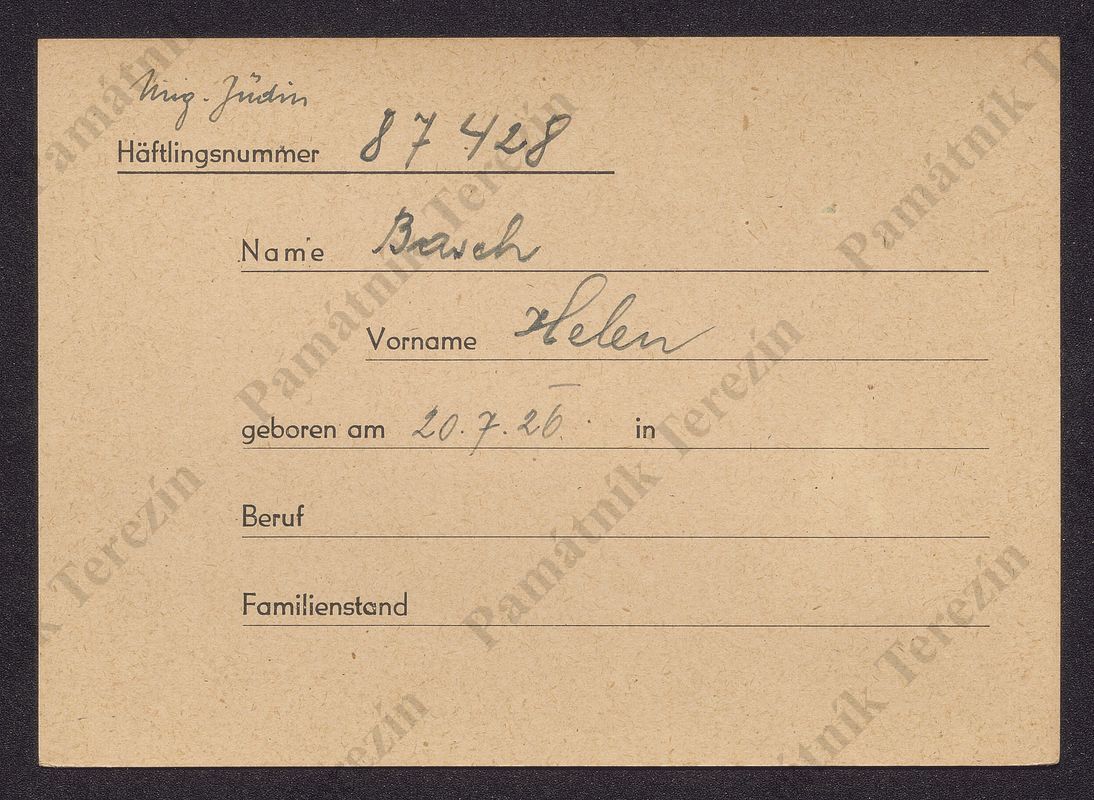 Ung. Jüdin
Häftlingsnummer 87428
Name Basch
Vorname Helen
geboren am 20.7.26. in
Beruf
Familienstand
Památník Terezín